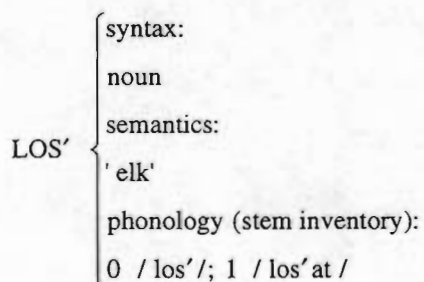 syntax:
noun
semantics:
LOS′
' elk'
phonology (stem inventory):
0 / los′/; 1 / los′at /